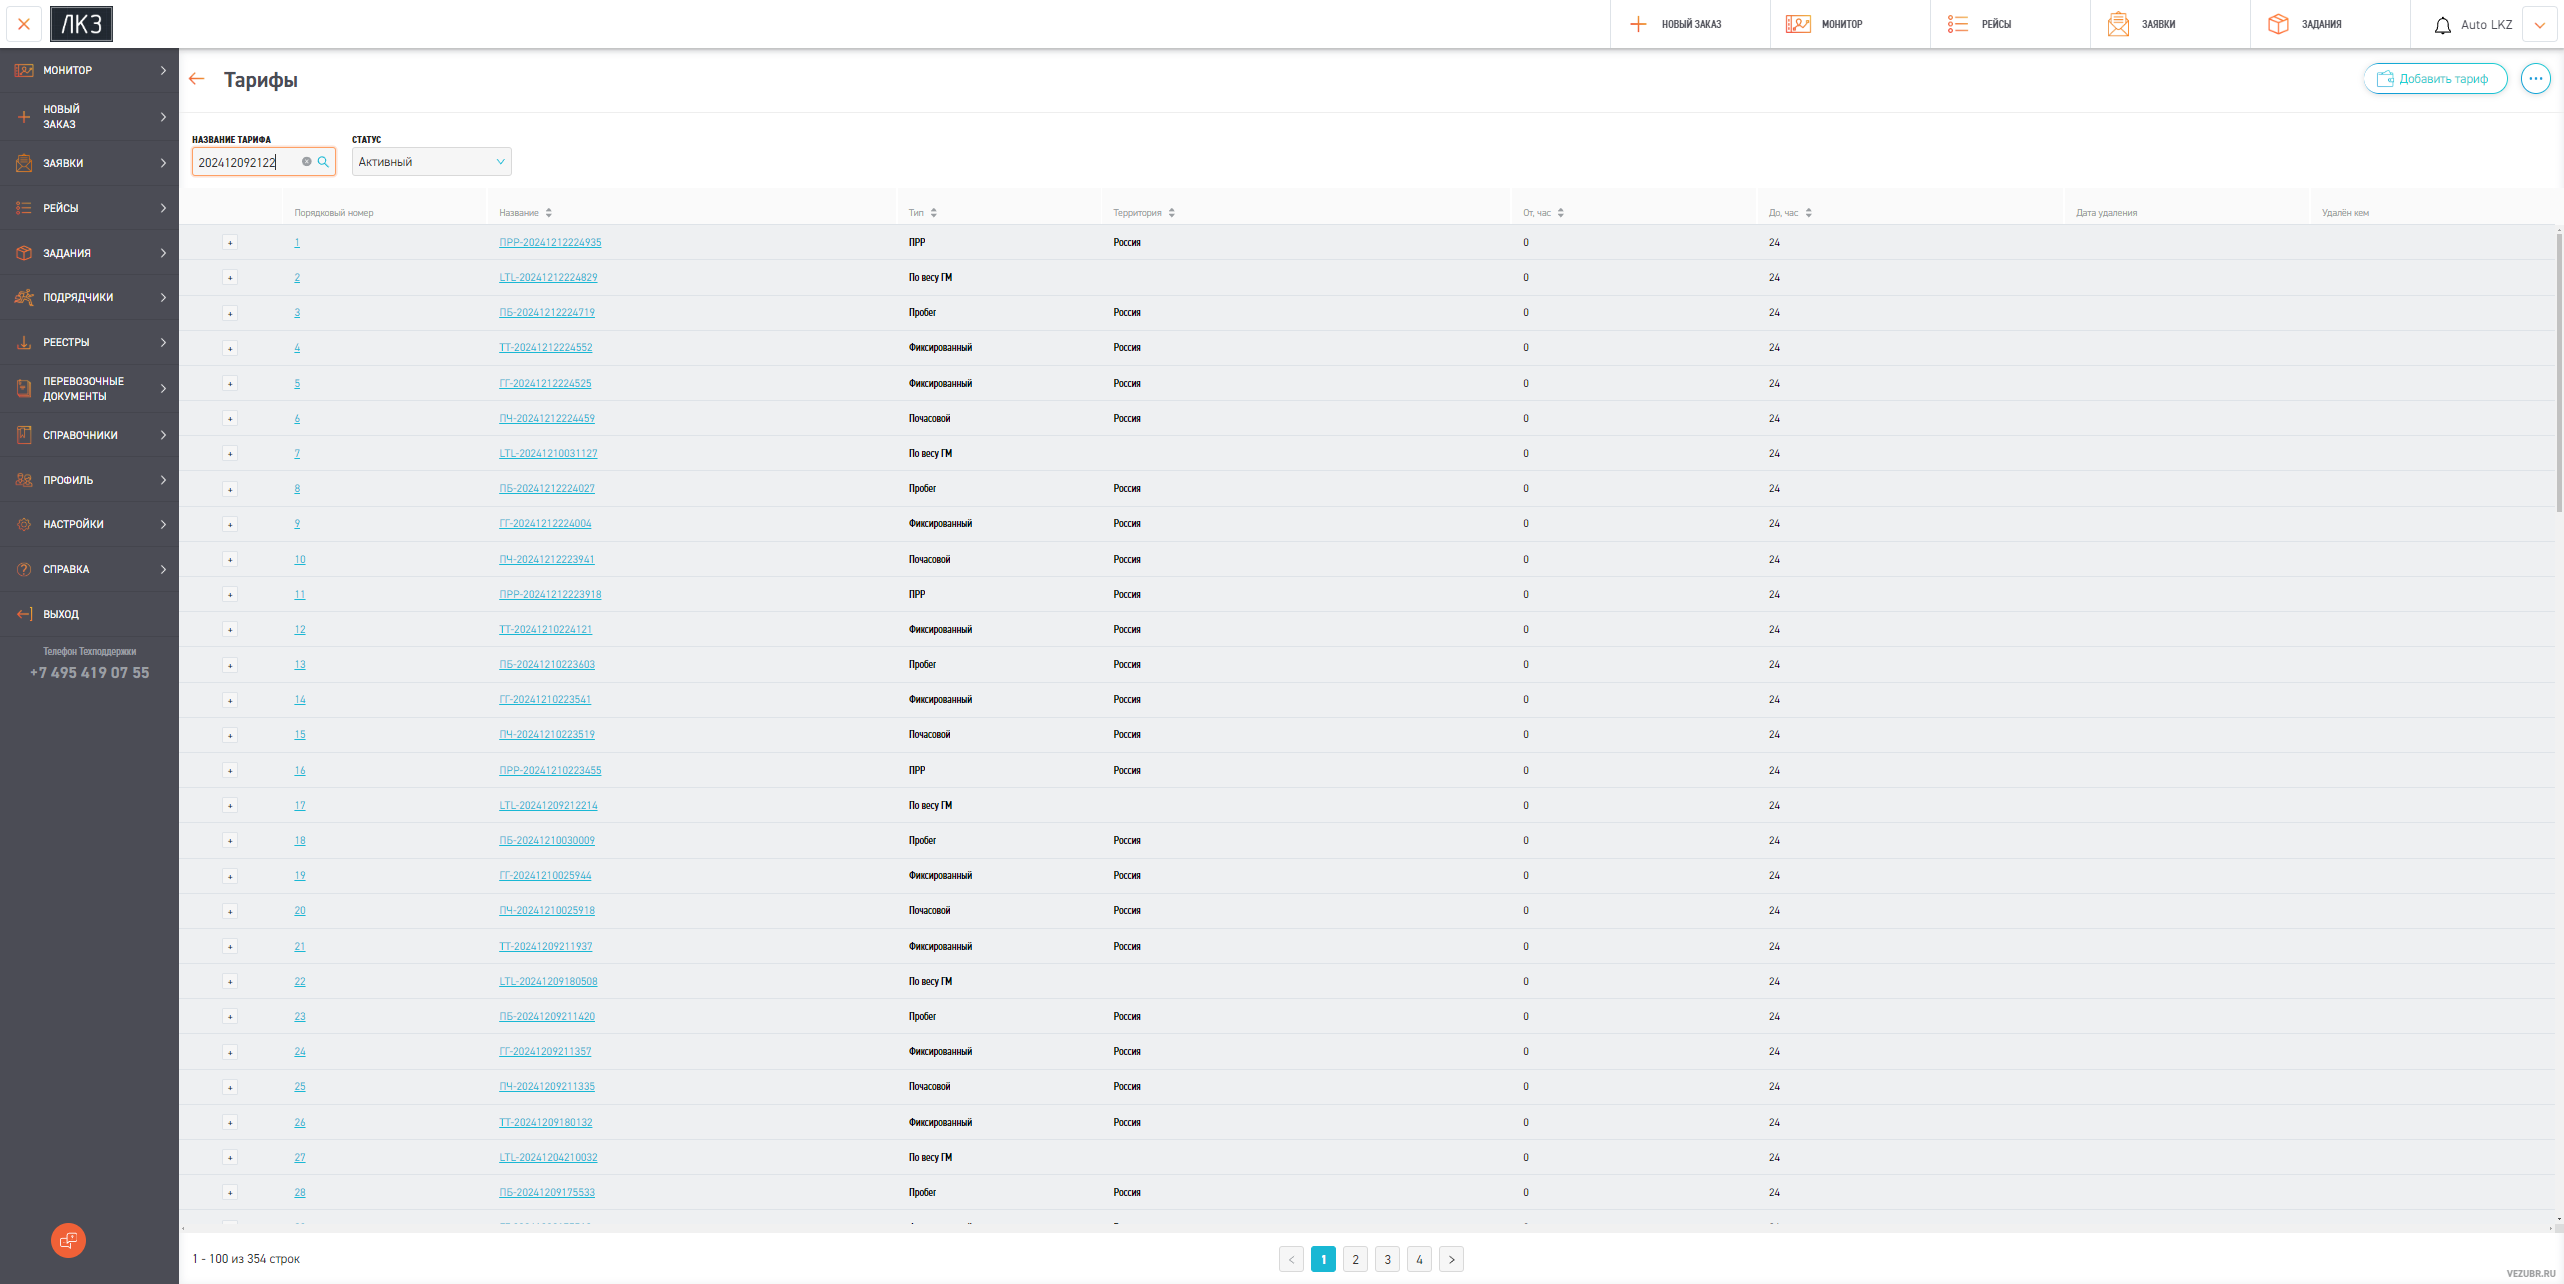 ЛКЗ
НОВЫЙ ЗАКАЗ
МОНИТОР
РЕЙСЫ
ЗАЯВКИ
ЗАДАНИЯ
Auto LKZ
МОНИТОР
НОВЫЙ
ЗАКАЗ
ЗАЯВКИ
РЕЙСЫ
ЗАДАНИЯ
ПОДРЯДЧИКИ
РЕЕСТРЫ
ПЕРЕВОЗОЧНЫЕ
ДОКУМЕНТЫ
СПРАВОЧНИКИ
ПРОФИЛЬ
НАСТРОЙКИ
СПРАВКА
ВЫХОД
Телефон Техподдержки
+7 495 419 07 55
Тарифы
Добавить тариф
НАЗВАНИЕ ТАРИФА
СТАТУС
202412092122
Активный
Порядковый номер Название Тип Территория От, час До, час Дата удаления Удалён кем
1 ПРР-20241212224935 ПРР Россия 0 24
2 LTL-20241212224829 По весу ГМ 0 24
3 ПБ-20241212224719 Пробег Россия 0 24
4 ТТ-20241212224552 Фиксированный Россия 0 24
5 ГГ-20241212224525 Фиксированный Россия 0 24
6 ПЧ-20241212224459 Почасовой Россия 0 24
7 LTL-20241210031127 По весу ГМ 0 24
8 ПБ-20241212224027 Пробег Россия 0 24
9 ГГ-20241212224004 Фиксированный Россия 0 24
10 ПЧ-20241212223941 Почасовой Россия 0 24
11 ПРР-20241212223918 ПРР Россия 0 24
12 ТТ-20241210224121 Фиксированный Россия 0 24
13 ПБ-20241210223603 Пробег Россия 0 24
14 ГГ-20241210223541 Фиксированный Россия 0 24
15 ПЧ-20241210223519 Почасовой Россия 0 24
16 ПРР-20241210223455 ПРР Россия 0 24
17 LTL-20241209212214 По весу ГМ 0 24
18 ПБ-20241210030009 Пробег Россия 0 24
19 ГГ-20241210025944 Фиксированный Россия 0 24
20 ПЧ-20241210025918 Почасовой Россия 0 24
21 ТТ-20241209211937 Фиксированный Россия 0 24
22 LTL-20241209180508 По весу ГМ 0 24
23 ПБ-20241209211420 Пробег Россия 0 24
24 ГГ-20241209211357 Фиксированный Россия 0 24
25 ПЧ-20241209211335 Почасовой Россия 0 24
26 ТТ-20241209180132 Фиксированный Россия 0 24
27 LTL-20241204210032 По весу ГМ 0 24
28 ПБ-20241209175533 Пробег Россия 0 24
1 - 100 из 354 строк
< 1 2 3 4 >
VEZUBR.RU